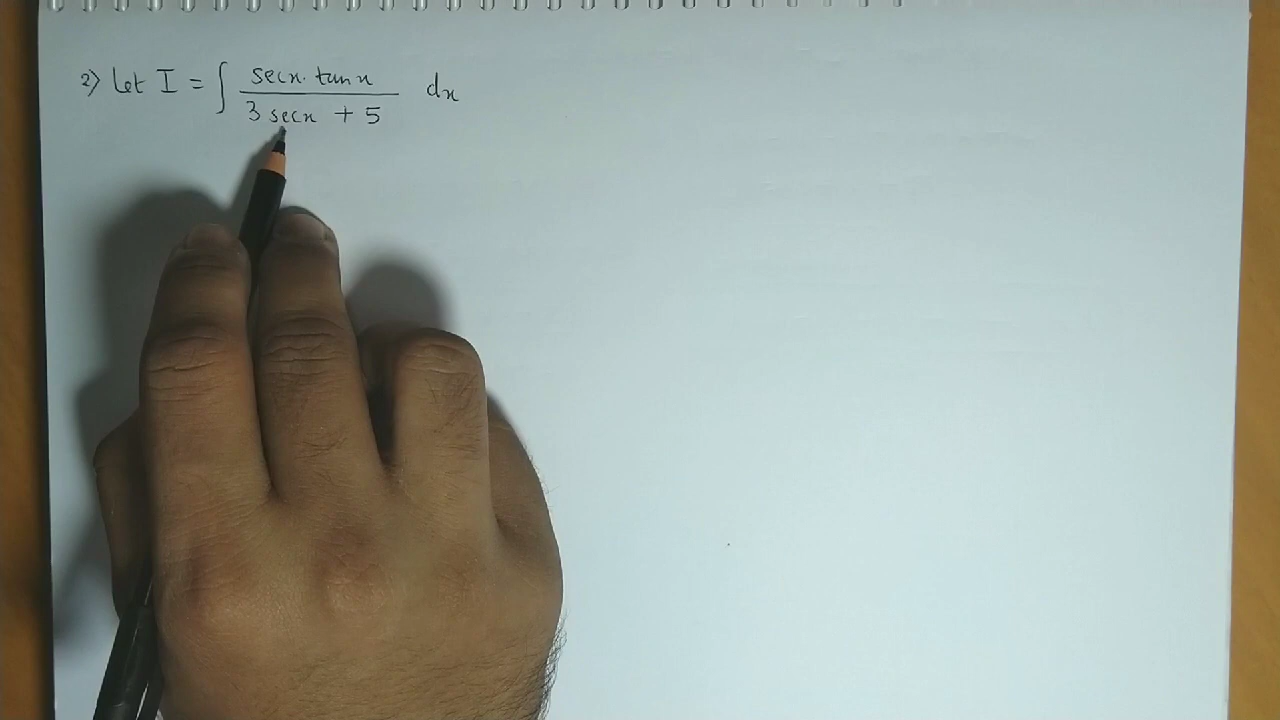 2) Let I = ∫ secx. tanx / 3 secx + 5 dx